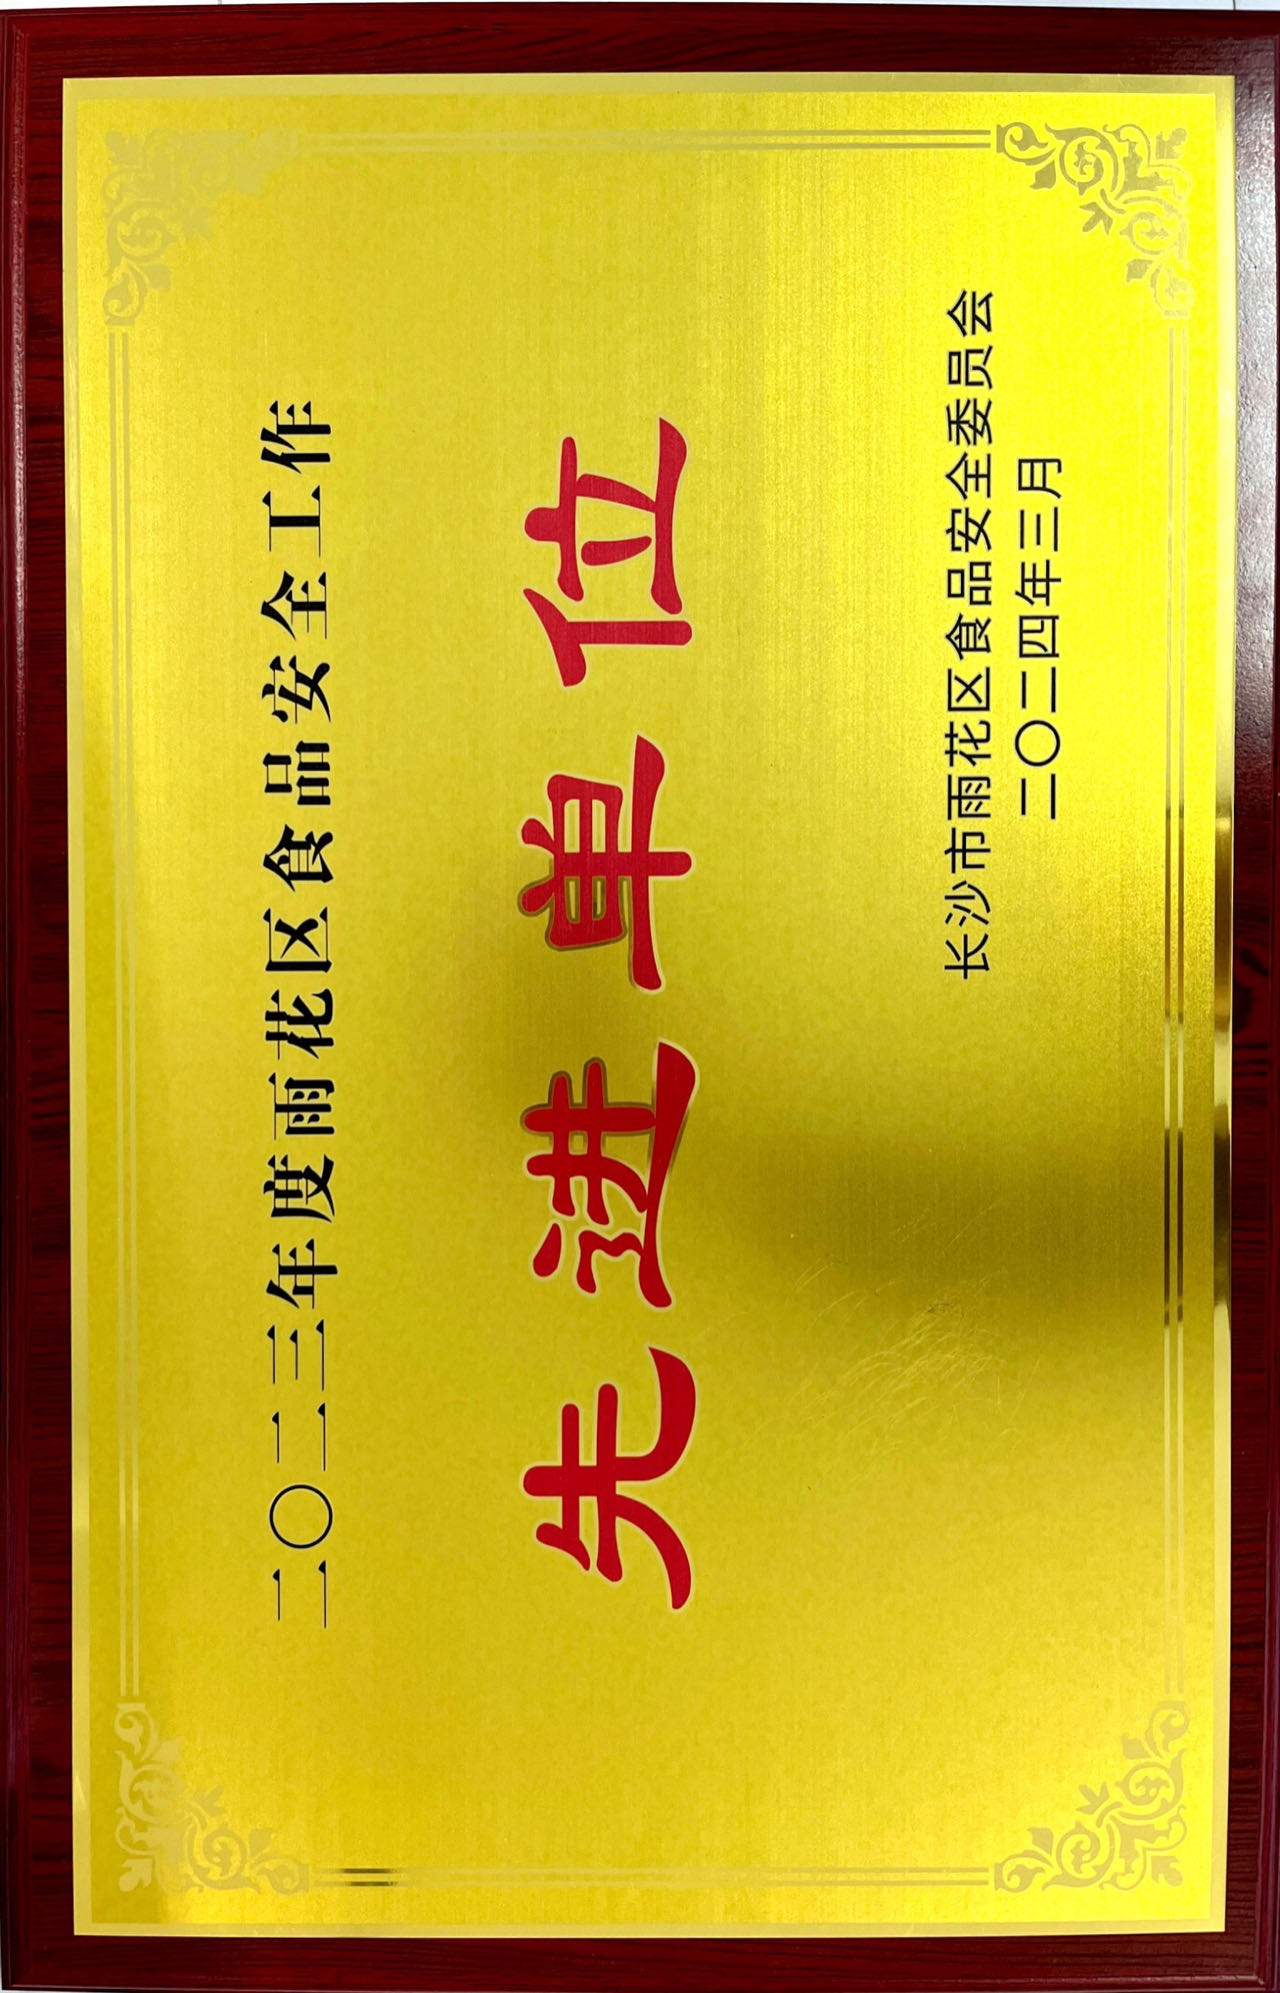 二〇二三年度雨花区食品安全工作
先进单位
长沙市雨花区食品安全委员会
二〇二四年三月